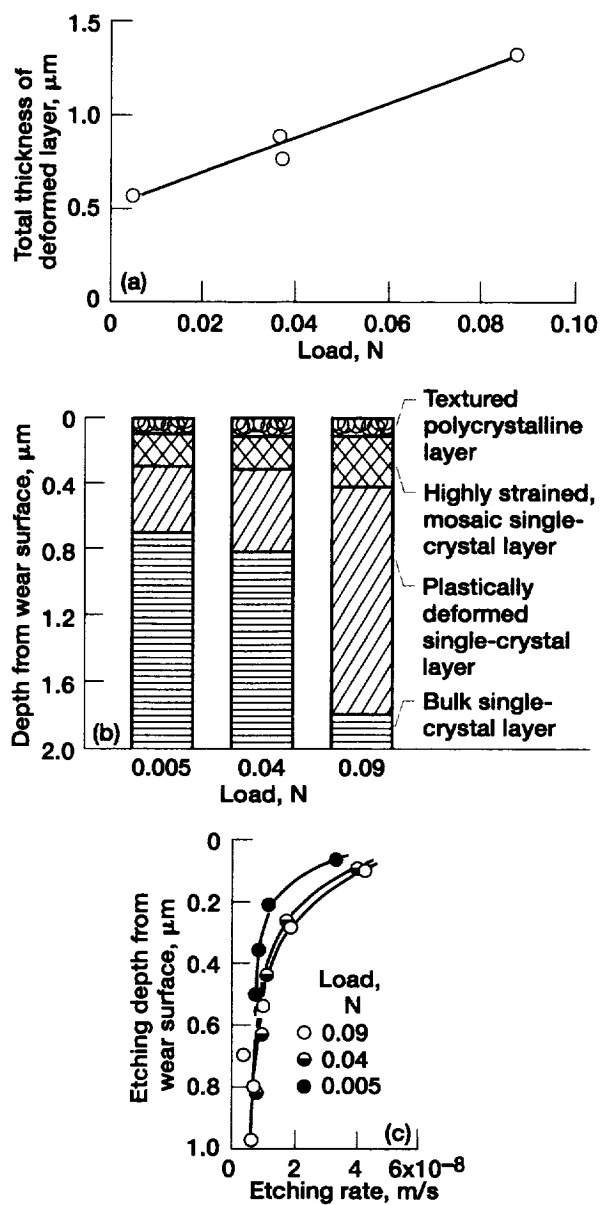 1.5
1.0
0.5
0
Total thickness of
deformed layer, μm
(a)
0
0.02
0.04
0.06
0.08
0.10
Load, N
0
0.4
0.8
1.2
1.6
2.0
Depth from wear surface, μm
(b)
0.005
0.04
0.09
Load, N
Textured
polycrystalline
layer
Highly strained,
mosaic single-
crystal layer
Plastically
deformed
single-crystal
layer
Bulk single-
crystal layer
0
0.2
0.4
0.6
0.8
1.0
Etching depth from
wear surface, μm
Load,
N
0.09
0.04
0.005
(c)
0
2
4
6x10–8
Etching rate, m/s